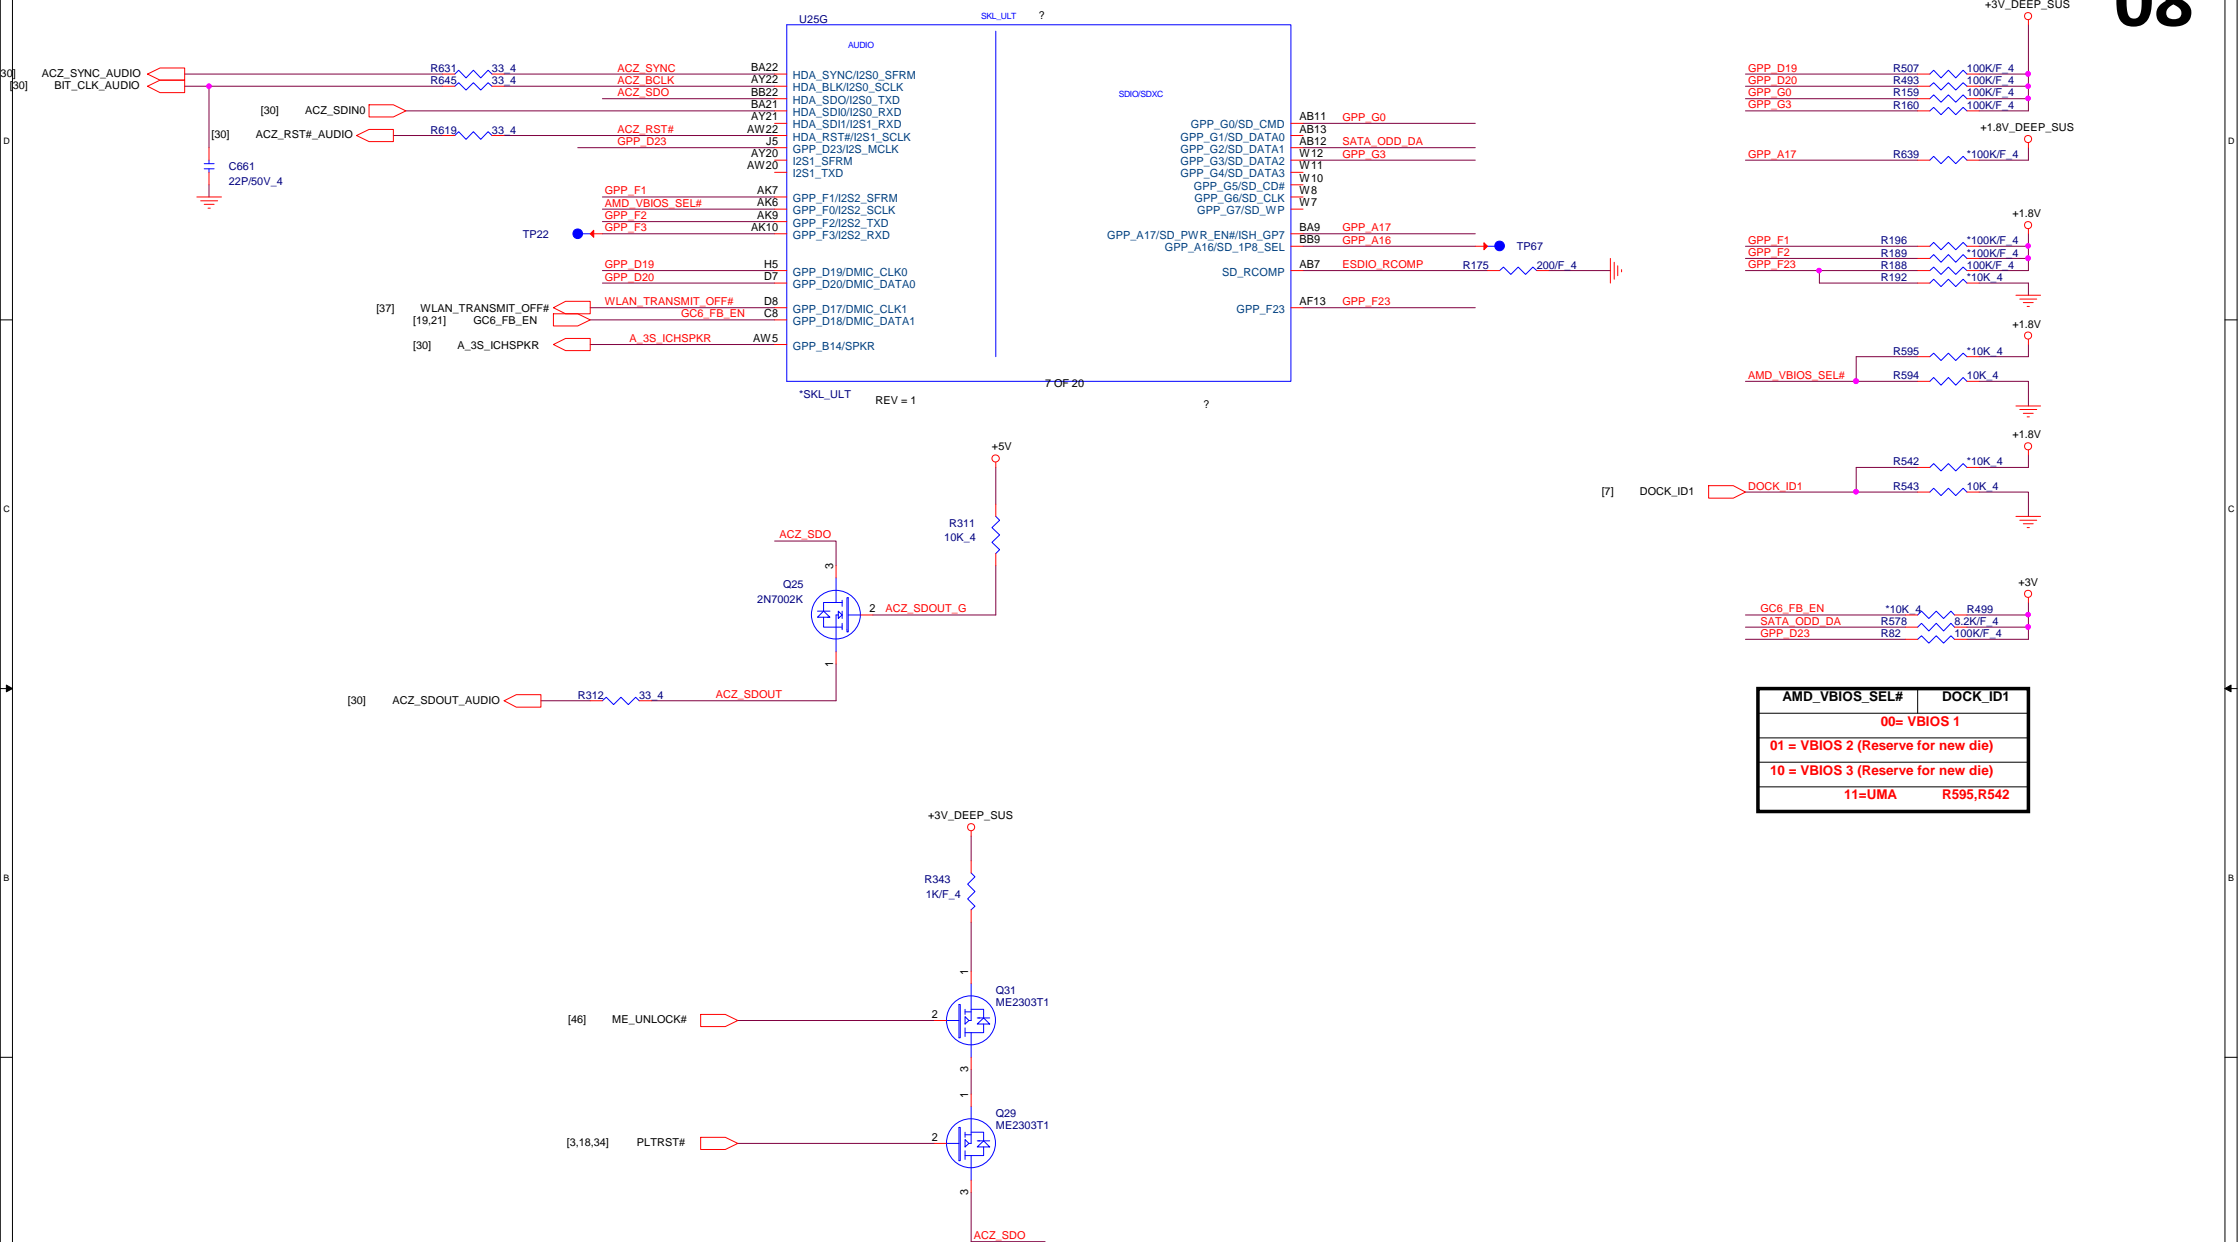 08
U25G
SKL_ULT ?
AUDIO
SDIO/SDXC
30] ACZ_SYNC_AUDIO R631 33_4 ACZ_SYNC BA22 HDA_SYNC/I2S0_SFRM
[30] BIT_CLK_AUDIO R645 33_4 ACZ_BCLK AY22 HDA_BLK/I2S0_SCLK
ACZ_SDO BB22 HDA_SDO/I2S0_TXD
[30] ACZ_SDIN0 BA21 HDA_SDI0/I2S0_RXD
AY21 HDA_SDI1/I2S1_RXD
[30] ACZ_RST#_AUDIO R619 33_4 ACZ_RST# AW22 HDA_RST#/I2S1_SCLK
GPP_D23 J5 GPP_D23/I2S_MCLK
AY20 I2S1_SFRM
AW20 I2S1_TXD
C661
22P/50V_4
GPP_F1 AK7 GPP_F1/I2S2_SFRM
AMD_VBIOS_SEL# AK6 GPP_F0/I2S2_SCLK
GPP_F2 AK9 GPP_F2/I2S2_TXD
TP22 GPP_F3 AK10 GPP_F3/I2S2_RXD
GPP_D19 H5 GPP_D19/DMIC_CLK0
GPP_D20 D7 GPP_D20/DMIC_DATA0
[37] WLAN_TRANSMIT_OFF# WLAN_TRANSMIT_OFF# D8 GPP_D17/DMIC_CLK1
[19,21] GC6_FB_EN GC6_FB_EN C8 GPP_D18/DMIC_DATA1
[30] A_3S_ICHSPKR A_3S_ICHSPKR AW5 GPP_B14/SPKR
GPP_G0/SD_CMD AB11 GPP_G0
GPP_G1/SD_DATA0 AB13
GPP_G2/SD_DATA1 AB12 SATA_ODD_DA
GPP_G3/SD_DATA2 W12 GPP_G3
GPP_G4/SD_DATA3 W11
GPP_G5/SD_CD# W10
GPP_G6/SD_CLK W8
GPP_G7/SD_WP W7
GPP_A17/SD_PWR_EN#/ISH_GP7 BA9 GPP_A17
GPP_A16/SD_1P8_SEL BB9 GPP_A16 TP67
SD_RCOMP AB7 ESDIO_RCOMP R175 200/F_4
GPP_F23 AF13 GPP_F23
7 OF 20
*SKL_ULT
REV = 1
?
+3V_DEEP_SUS
GPP_D19 R507 100K/F_4
GPP_D20 R493 100K/F_4
GPP_G0 R159 100K/F_4
GPP_G3 R160 100K/F_4
+1.8V_DEEP_SUS
GPP_A17 R639 *100K/F_4
+1.8V
GPP_F1 R196 *100K/F_4
GPP_F2 R189 *100K/F_4
GPP_F23 R188 100K/F_4
R192 *10K_4
+1.8V
R595 *10K_4
AMD_VBIOS_SEL# R594 10K_4
+1.8V
R542 *10K_4
[7] DOCK_ID1 DOCK_ID1 R543 10K_4
+3V
GC6_FB_EN *10K_4 R499
SATA_ODD_DA R578 8.2K/F_4
GPP_D23 R82 100K/F_4
AMD_VBIOS_SEL# DOCK_ID1
00= VBIOS 1
01 = VBIOS 2 (Reserve for new die)
10 = VBIOS 3 (Reserve for new die)
11=UMA R595,R542
+5V
R311
10K_4
ACZ_SDO
3
Q25
2N7002K
2 ACZ_SDOUT_G
1
[30] ACZ_SDOUT_AUDIO R312 33_4 ACZ_SDOUT
+3V_DEEP_SUS
R343
1K/F_4
1
Q31
ME2303T1
[46] ME_UNLOCK# 2
3
1
Q29
ME2303T1
[3,18,34] PLTRST# 2
3
ACZ_SDO
D
D
C
C
B
B